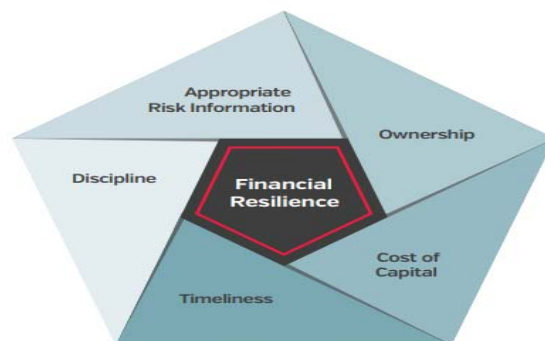 Appropriate
Risk Information
Ownership
Discipline
Financial
Resilience
Cost of
Capital
Timeliness